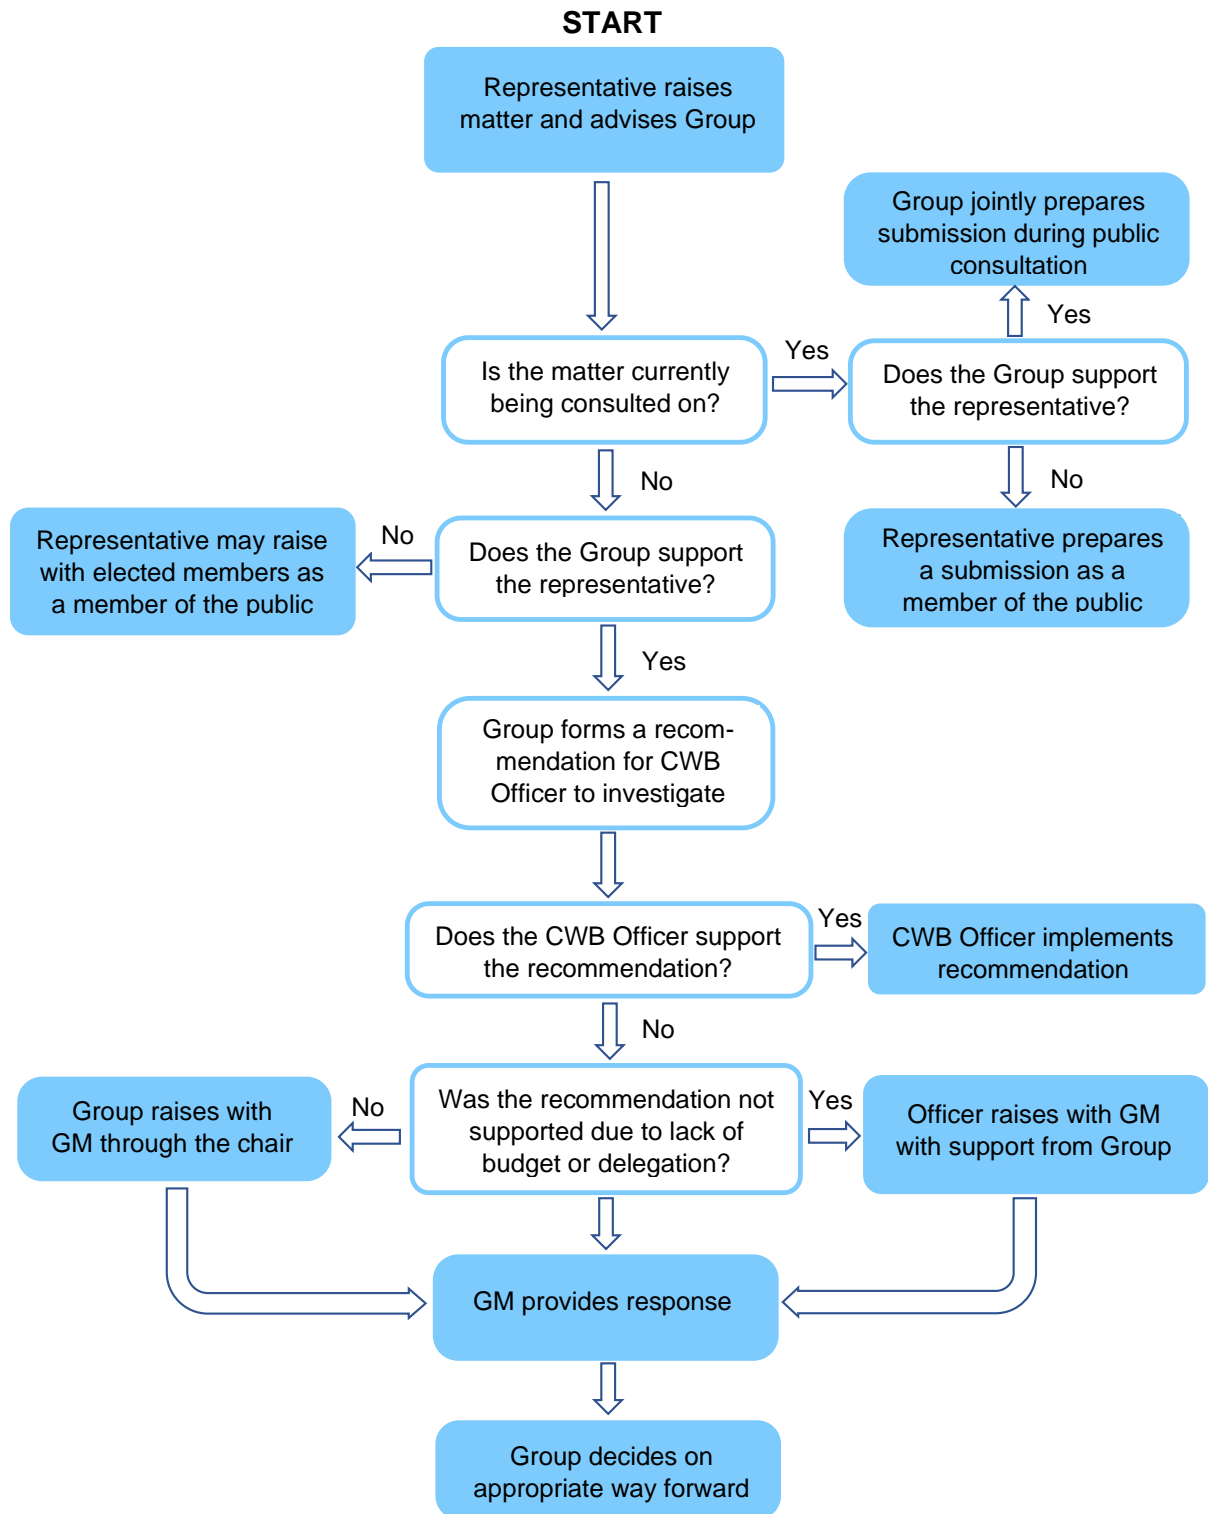 START
Representative raises
matter and advises Group
Group jointly prepares
submission during public
consultation
Yes
Is the matter currently
being consulted on?
Yes
Does the Group support
the representative?
No
No
Representative may raise
with elected members as
a member of the public
No
Does the Group support
the representative?
Representative prepares
a submission as a
member of the public
Yes
Group forms a recom-
mendation for CWB
Officer to investigate
Does the CWB Officer support
the recommendation?
Yes
CWB Officer implements
recommendation
No
Group raises with
GM through the chair
No
Was the recommendation not
supported due to lack of
budget or delegation?
Yes
Officer raises with GM
with support from Group
GM provides response
Group decides on
appropriate way forward